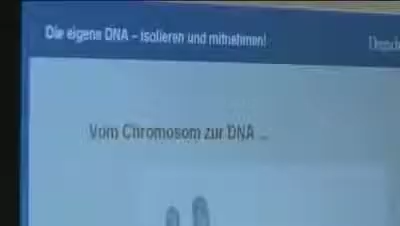 Die eigene DNA – isolieren und mitnehmen!
Vom Chromosom zur DNA ...